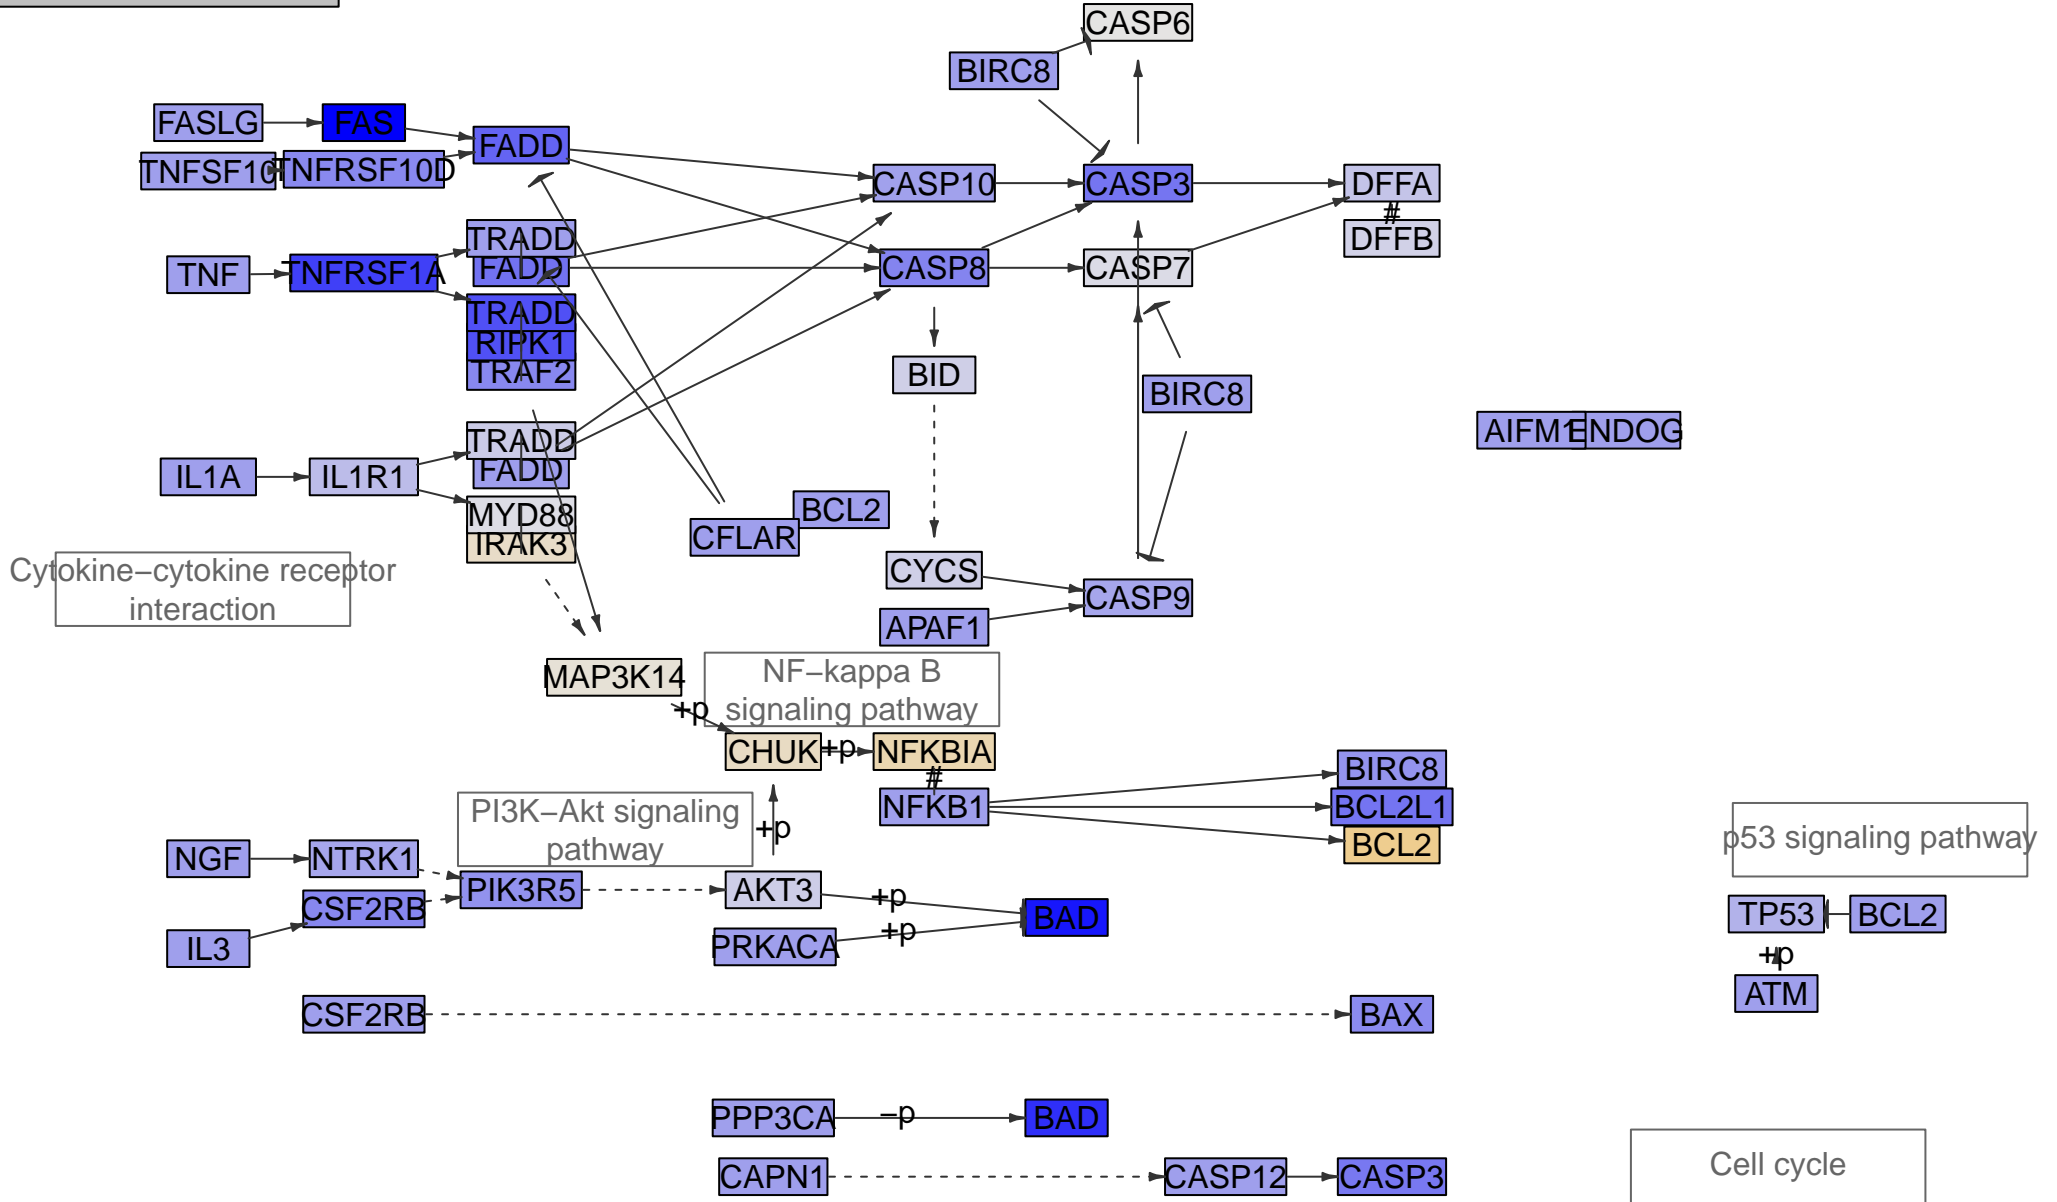 CASP6
BIRC8
FASLG
FAS
FADD
TNFSF10
TNFRSF10D
CASP10
CASP3
DFFA
#
DFFB
TRADD
FADD
TNF
TNFRSF1A
CASP8
CASP7
TRADD
RIPK1
TRAF2
BID
BIRC8
AIFM1
ENDOG
TRADD
FADD
IL1A
IL1R1
MYD88
IRAK3
BCL2
CFLAR
Cytokine–cytokine receptor
interaction
CYCS
CASP9
APAF1
MAP3K14
NF–kappa B
signaling pathway
+p
CHUK
+p
NFKBIA
#
NFKB1
BIRC8
BCL2L1
BCL2
PI3K–Akt signaling
pathway
+p
p53 signaling pathway
NGF
NTRK1
CSF2RB
PIK3R5
AKT3
+p
BAD
+p
PRKACA
IL3
TP53
BCL2
+p
ATM
CSF2RB
BAX
PPP3CA
–p
BAD
CAPN1
CASP12
CASP3
Cell cycle